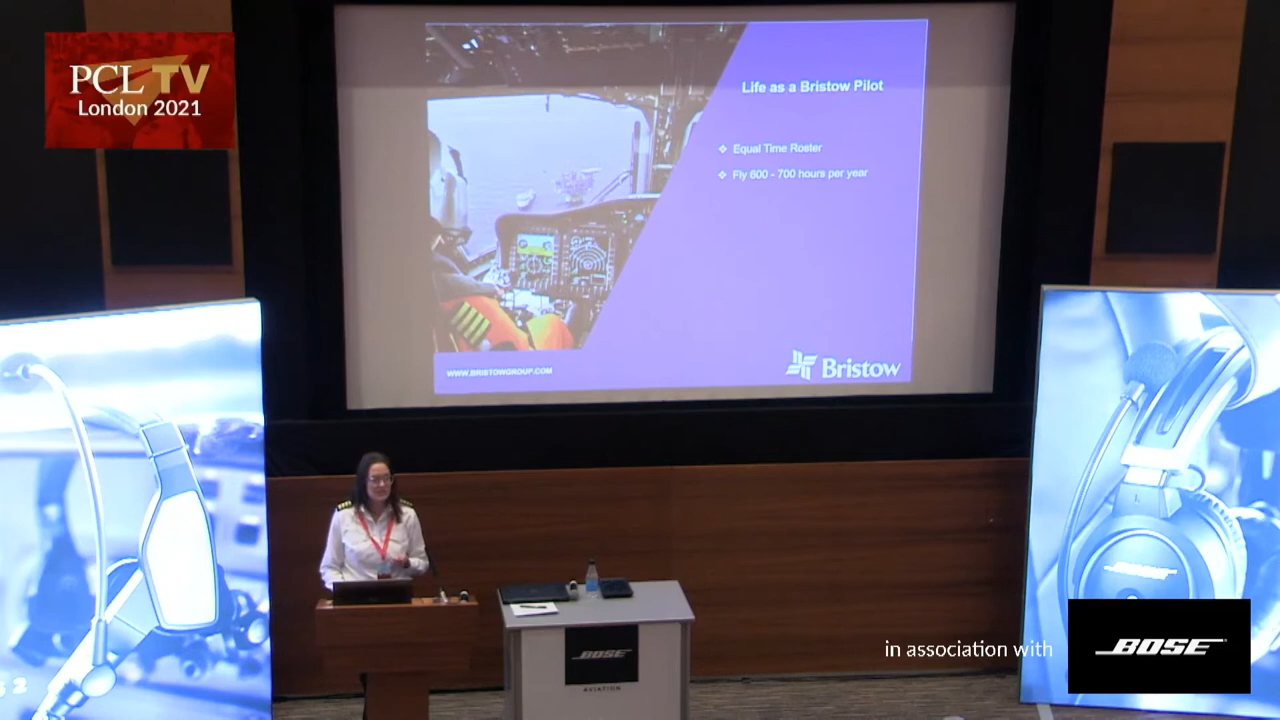 PCL TV
London 2021
Life as a Bristow Pilot
Equal Time Roster
Fly 600 - 700 hours per year
WWW.BRISTOWGROUP.COM
Bristow
BOSE
AVIATION
BOSE
in association with
BOSE